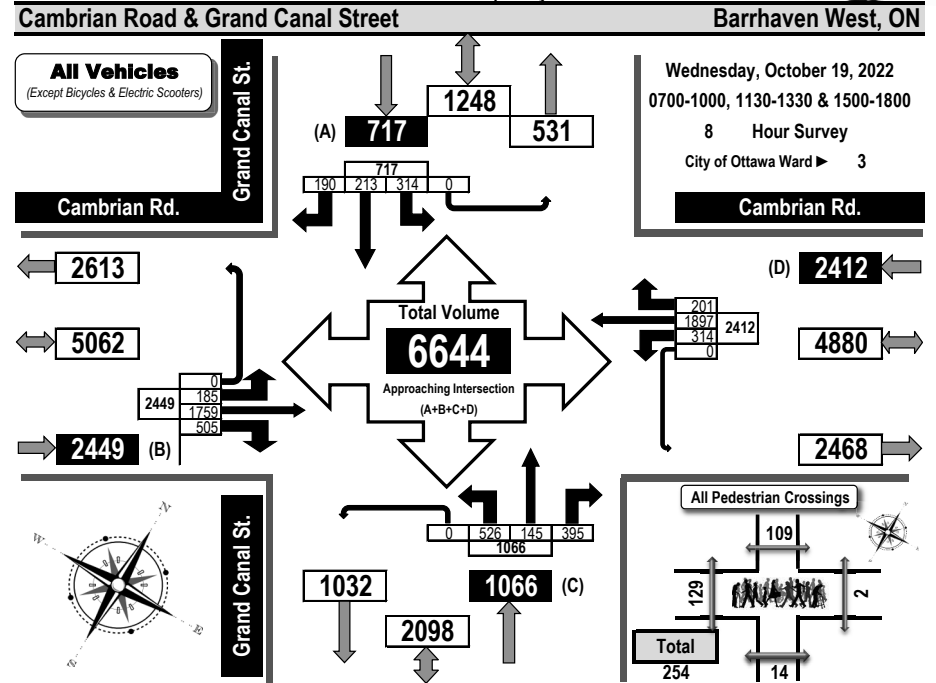 Cambrian Road & Grand Canal Street Barrhaven West, ON
All Vehicles
(Except Bicycles & Electric Scooters)
Grand Canal St.
Cambrian Rd.
Wednesday, October 19, 2022
0700-1000, 1130-1330 & 1500-1800
8 Hour Survey
City of Ottawa Ward ► 3
Cambrian Rd.
1248
(A) 717
531
717
190 213 314 0
2613
5062
2449 (B)
2449
0
185
1759
505
Total Volume
6644
Approaching Intersection
(A+B+C+D)
201
1897
314
0
2412
(D) 2412
4880
2468
N
W
E
S
Grand Canal St.
0 526 145 395
1066
1032
1066 (C)
2098
All Pedestrian Crossings
109
129
2
Total
254
14